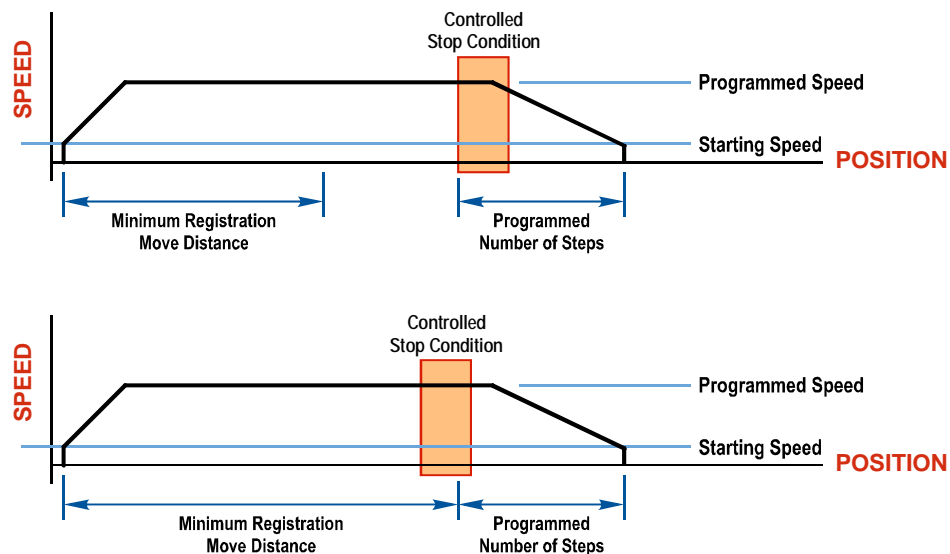 Controlled
Stop Condition
SPEED
Programmed Speed
Starting Speed
POSITION
Minimum Registration
Move Distance
Programmed
Number of Steps
Controlled
Stop Condition
SPEED
Programmed Speed
Starting Speed
POSITION
Minimum Registration
Move Distance
Programmed
Number of Steps